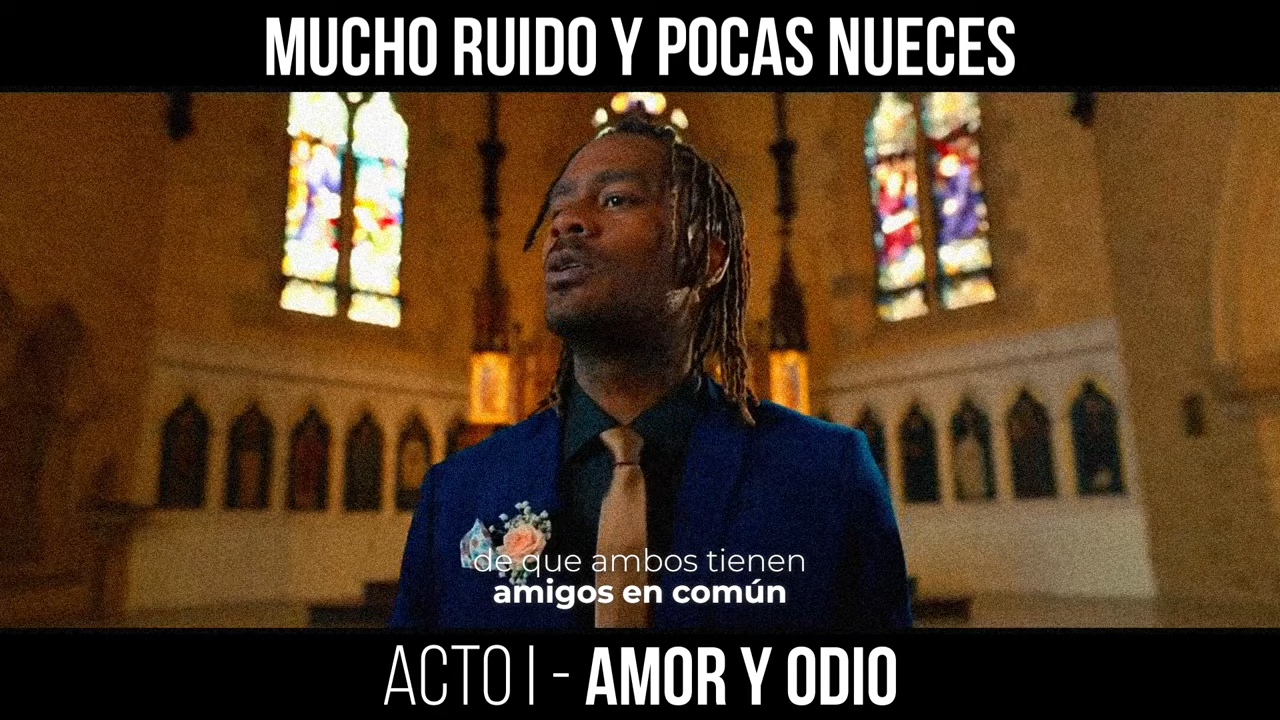 MUCHO RUIDO Y POCAS NUECES
de que ambos tienen
amigos en común
ACTO I - AMOR Y ODIO